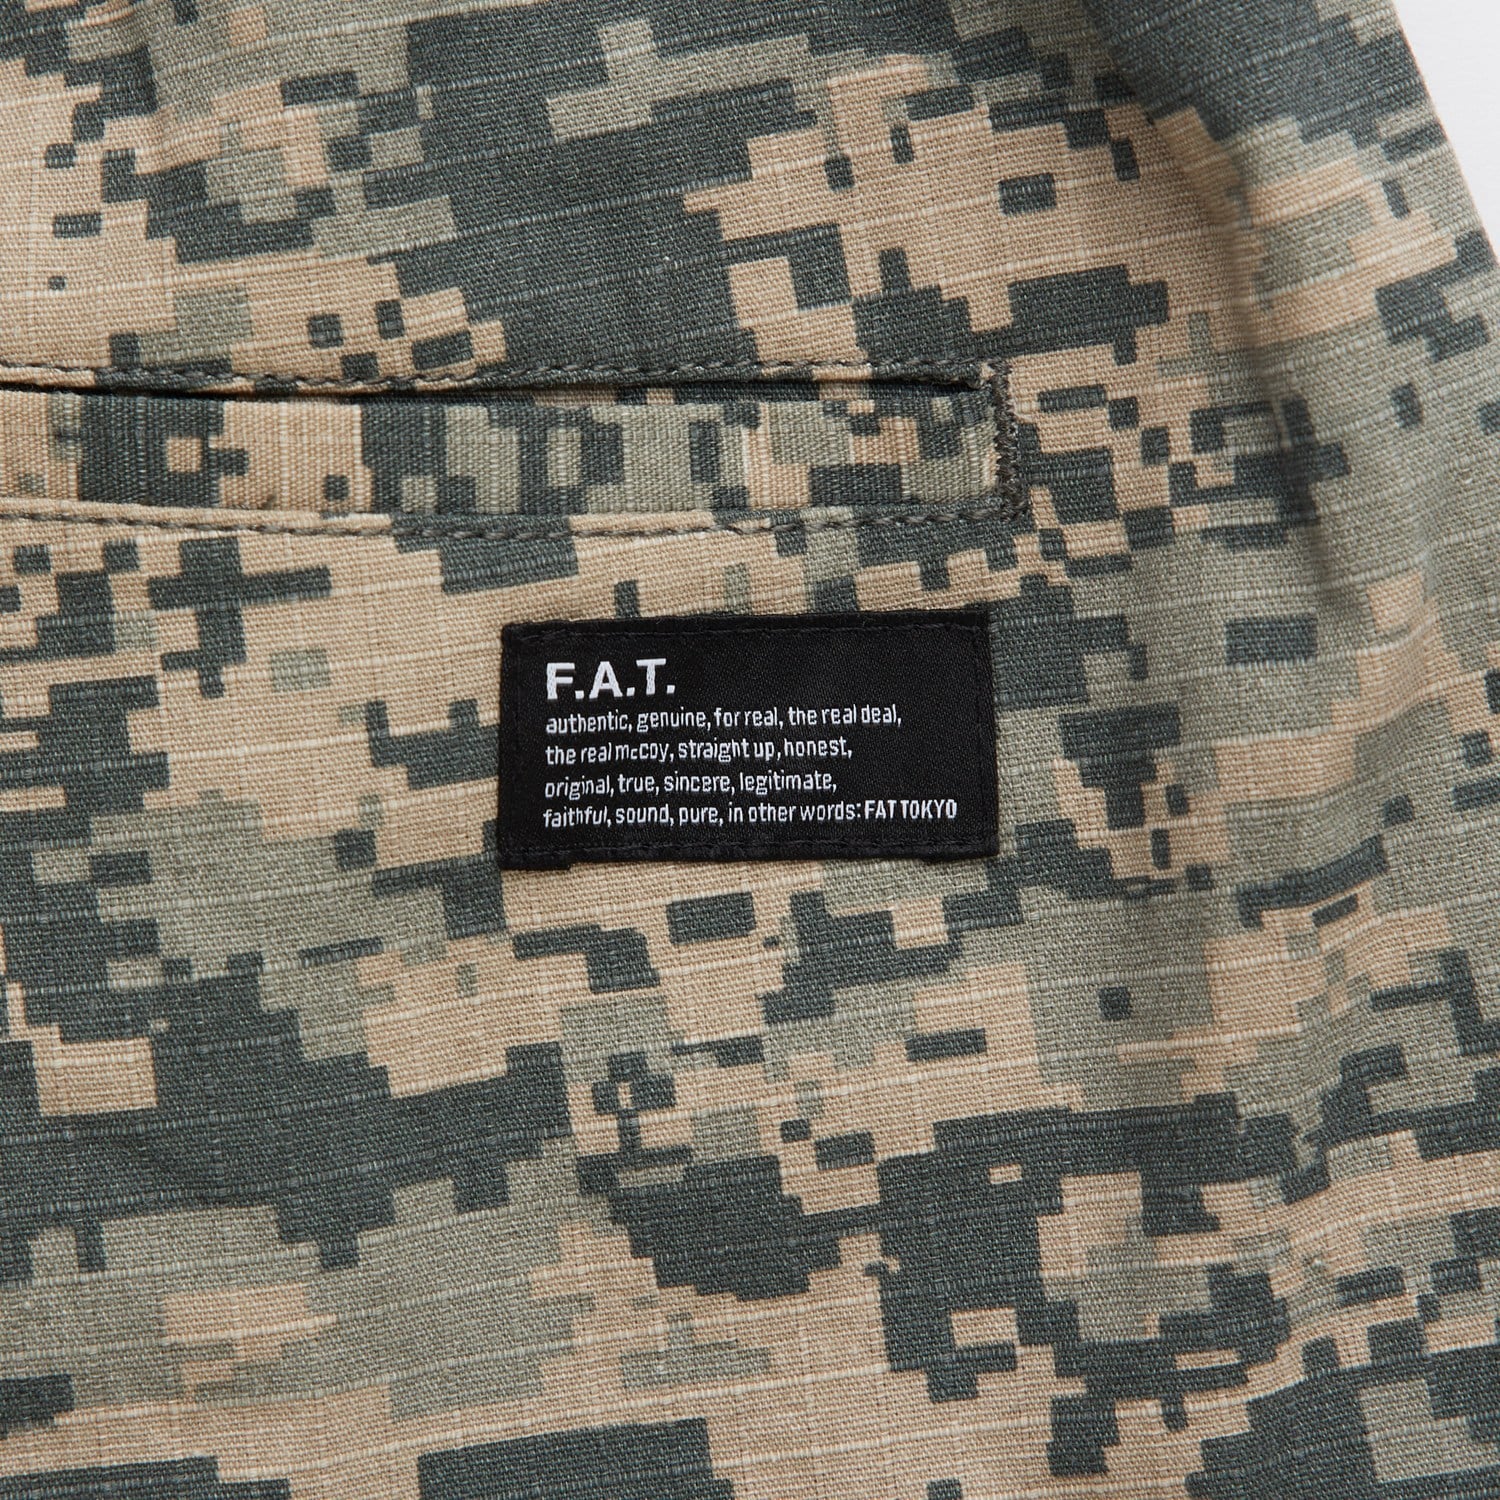 F.A.T.
authentic, genuine, for real, the real deal,
the real mccoy, straight up, honest,
original, true, sincere, legitimate,
faithful, sound, pure, in other words: FAT TOKYO